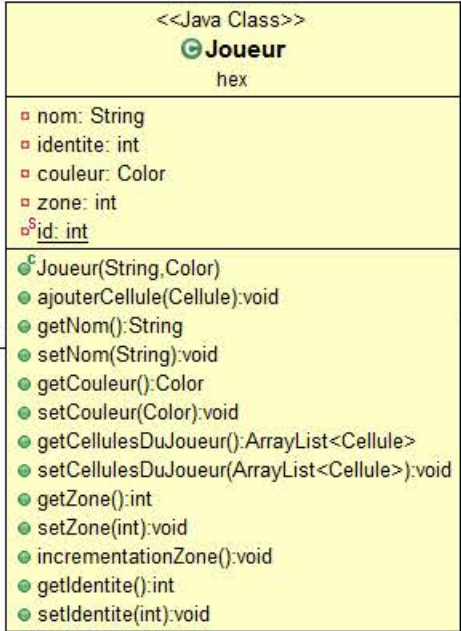 <<Java Class>>
Joueur
hex
nom: String
identite: int
couleur: Color
zone: int
id: int
Joueur(String,Color)
ajouterCellule(Cellule):void
getNom():String
setNom(String):void
getCouleur():Color
setCouleur(Color):void
getCellulesDuJoueur():ArrayList<Cellule>
setCellulesDuJoueur(ArrayList<Cellule>):void
getZone():int
setZone(int):void
incrementationZone():void
getIdentite():int
setIdentite(int):void